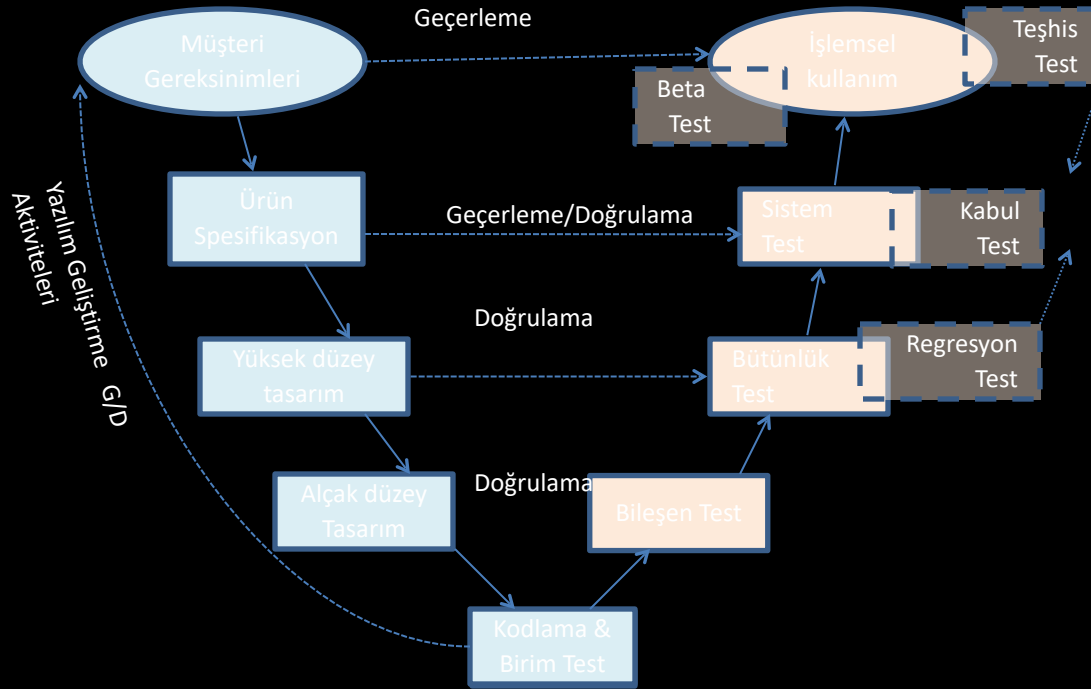 Geçerleme
Müşteri
Gereksinimleri
İşlemsel
kullanım
Teşhis
Test
Beta
Test
Yazılım Geliştirme G/D
Aktiviteleri
Ürün
Spesifikasyon
Geçerleme/Doğrulama
Sistem
Test
Kabul
Test
Doğrulama
Yüksek düzey
tasarım
Bütünlük
Test
Regresyon
Test
Alçak düzey
Tasarım
Doğrulama
Bileşen Test
Kodlama &
Birim Test